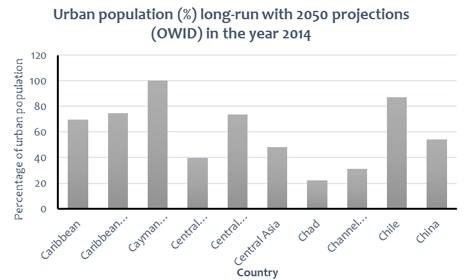 Urban population (%) long-run with 2050 projections
(OWID) in the year 2014
Percentage of urban population
120
100
80
60
40
20
0
Caribbean
Caribbean...
Cayman...
Central...
Central...
Central Asia
Chad
Channel...
Chile
China
Country